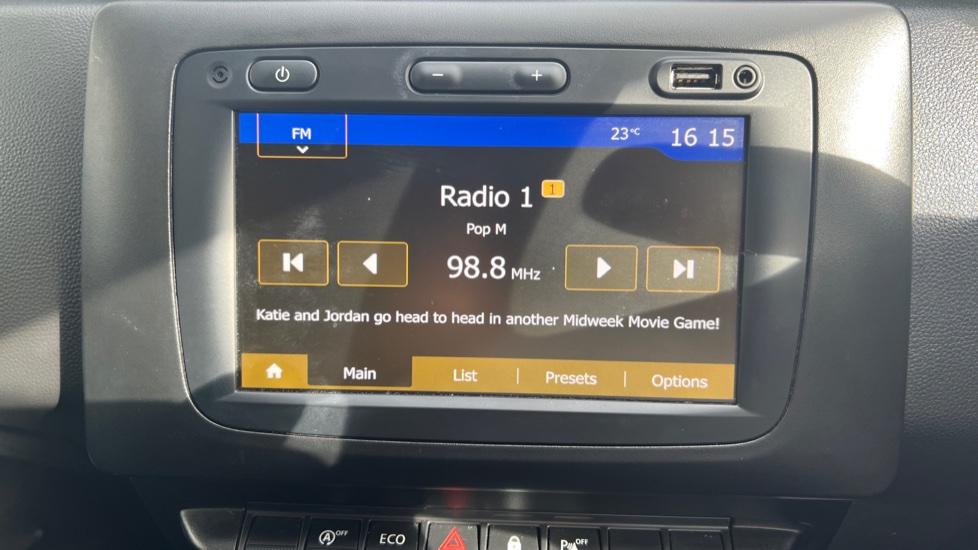 FM
23°C
16 15
Radio 1 1
Pop M
98.8 MHz
Katie and Jordan go head to head in another Midweek Movie Game!
Main
List
Presets
Options
A OFF
ECO
P OFF